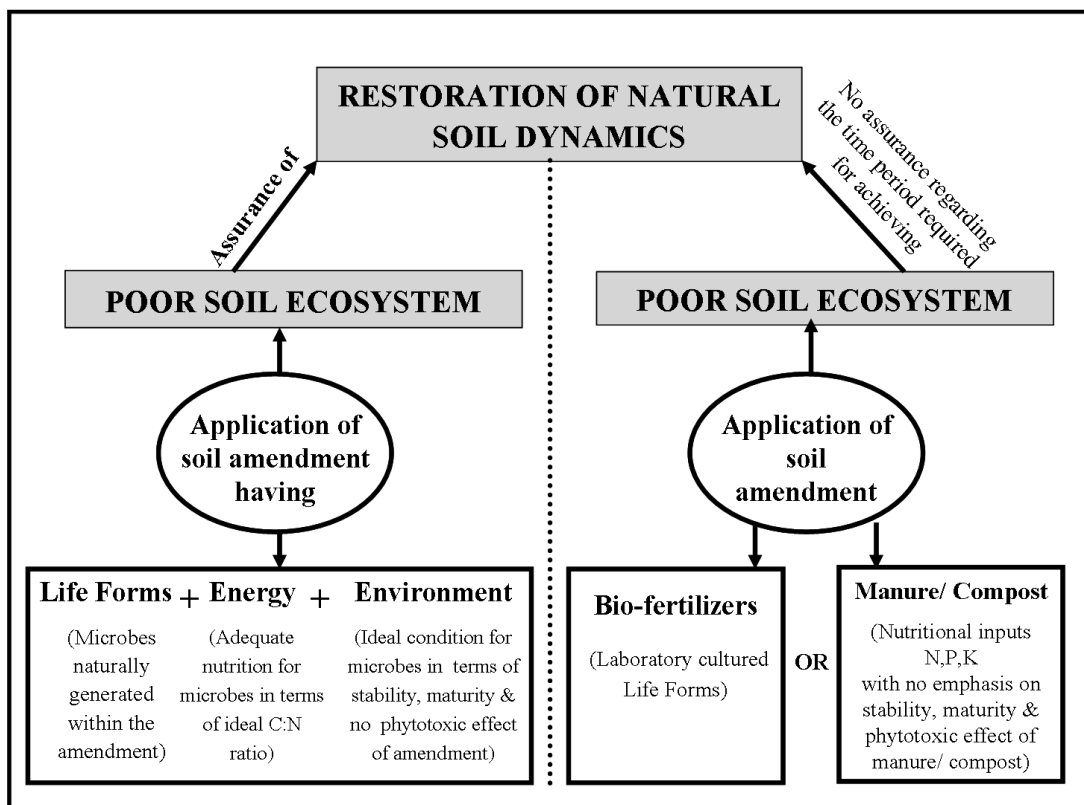 RESTORATION OF NATURAL
SOIL DYNAMICS
Assurance of
POOR SOIL ECOSYSTEM
Application of
soil amendment
having
Life Forms + Energy + Environment
(Microbes
naturally
generated
within the
amendment)
(Adequate
nutrition for
microbes in terms
of ideal C:N
ratio)
(Ideal condition for
microbes in terms of
stability, maturity &
no phytotoxic effect
of amendment)
No assurance regarding
the time period required
for achieving
POOR SOIL ECOSYSTEM
Application of
soil
amendment
Bio-fertilizers
(Laboratory cultured
Life Forms)
OR
Manure/ Compost
(Nutritional inputs
N,P,K
with no emphasis on
stability, maturity &
phytotoxic effect of
manure/ compost)